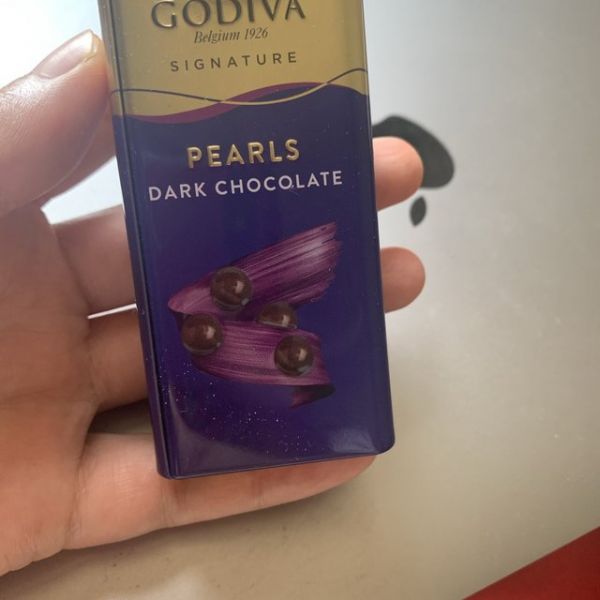 GODIVA
Belgium 1926
SIGNATURE
PEARLS
DARK CHOCOLATE